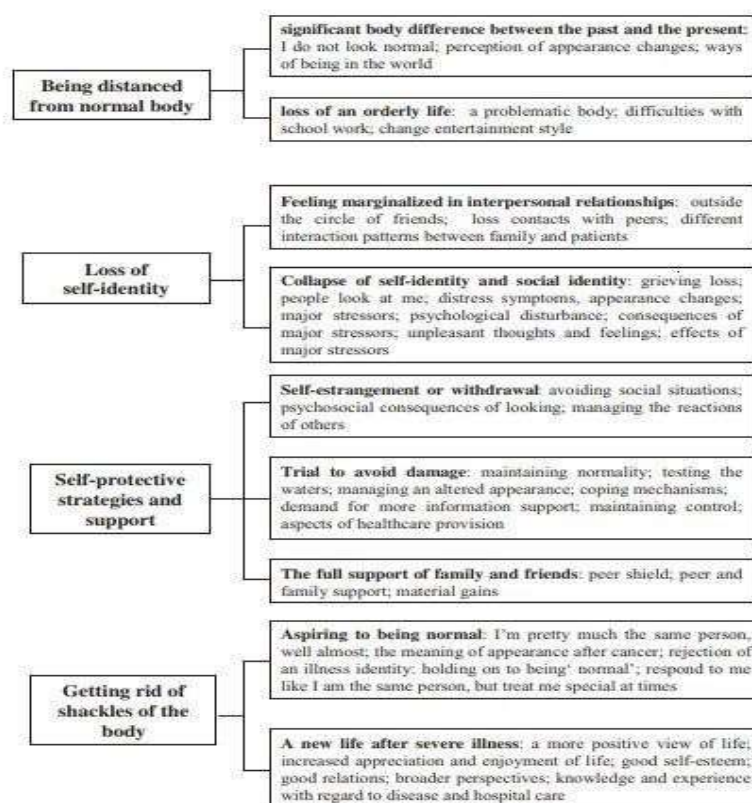 Being distanced
from normal body
significant body difference between the past and the present:
I do not look normal; perception of appearance changes; ways
of being in the world
loss of an orderly life: a problematic body; difficulties with
school work; change entertainment style
Loss of
self-identity
Feeling marginalized in interpersonal relationships: outside
the circle of friends; loss contacts with peers; different
interaction patterns between family and patients
Collapse of self-identity and social identity: grieving loss;
people look at me; distress symptoms, appearance changes;
major stressors; psychological disturbance; consequences of
major stressors; unpleasant thoughts and feelings; effects of
major stressors
Self-protective
strategies and
support
Self-estrangement or withdrawal: avoiding social situations;
psychosocial consequences of looking; managing the reactions
of others
Trial to avoid damage: maintaining normality; testing the
waters; managing an altered appearance; coping mechanisms;
demand for more information support; maintaining control;
aspects of healthcare provision
The full support of family and friends: peer shield; peer and
family support; material gains
Getting rid of
shackles of the
body
Aspiring to being normal: I'm pretty much the same person,
well almost; the meaning of appearance after cancer; rejection of
an illness identity: holding on to being' normal'; respond to me
like I am the same person, but treat me special at times
A new life after severe illness: a more positive view of life;
increased appreciation and enjoyment of life; good self-esteem;
good relations; broader perspectives; knowledge and experience
with regard to disease and hospital care